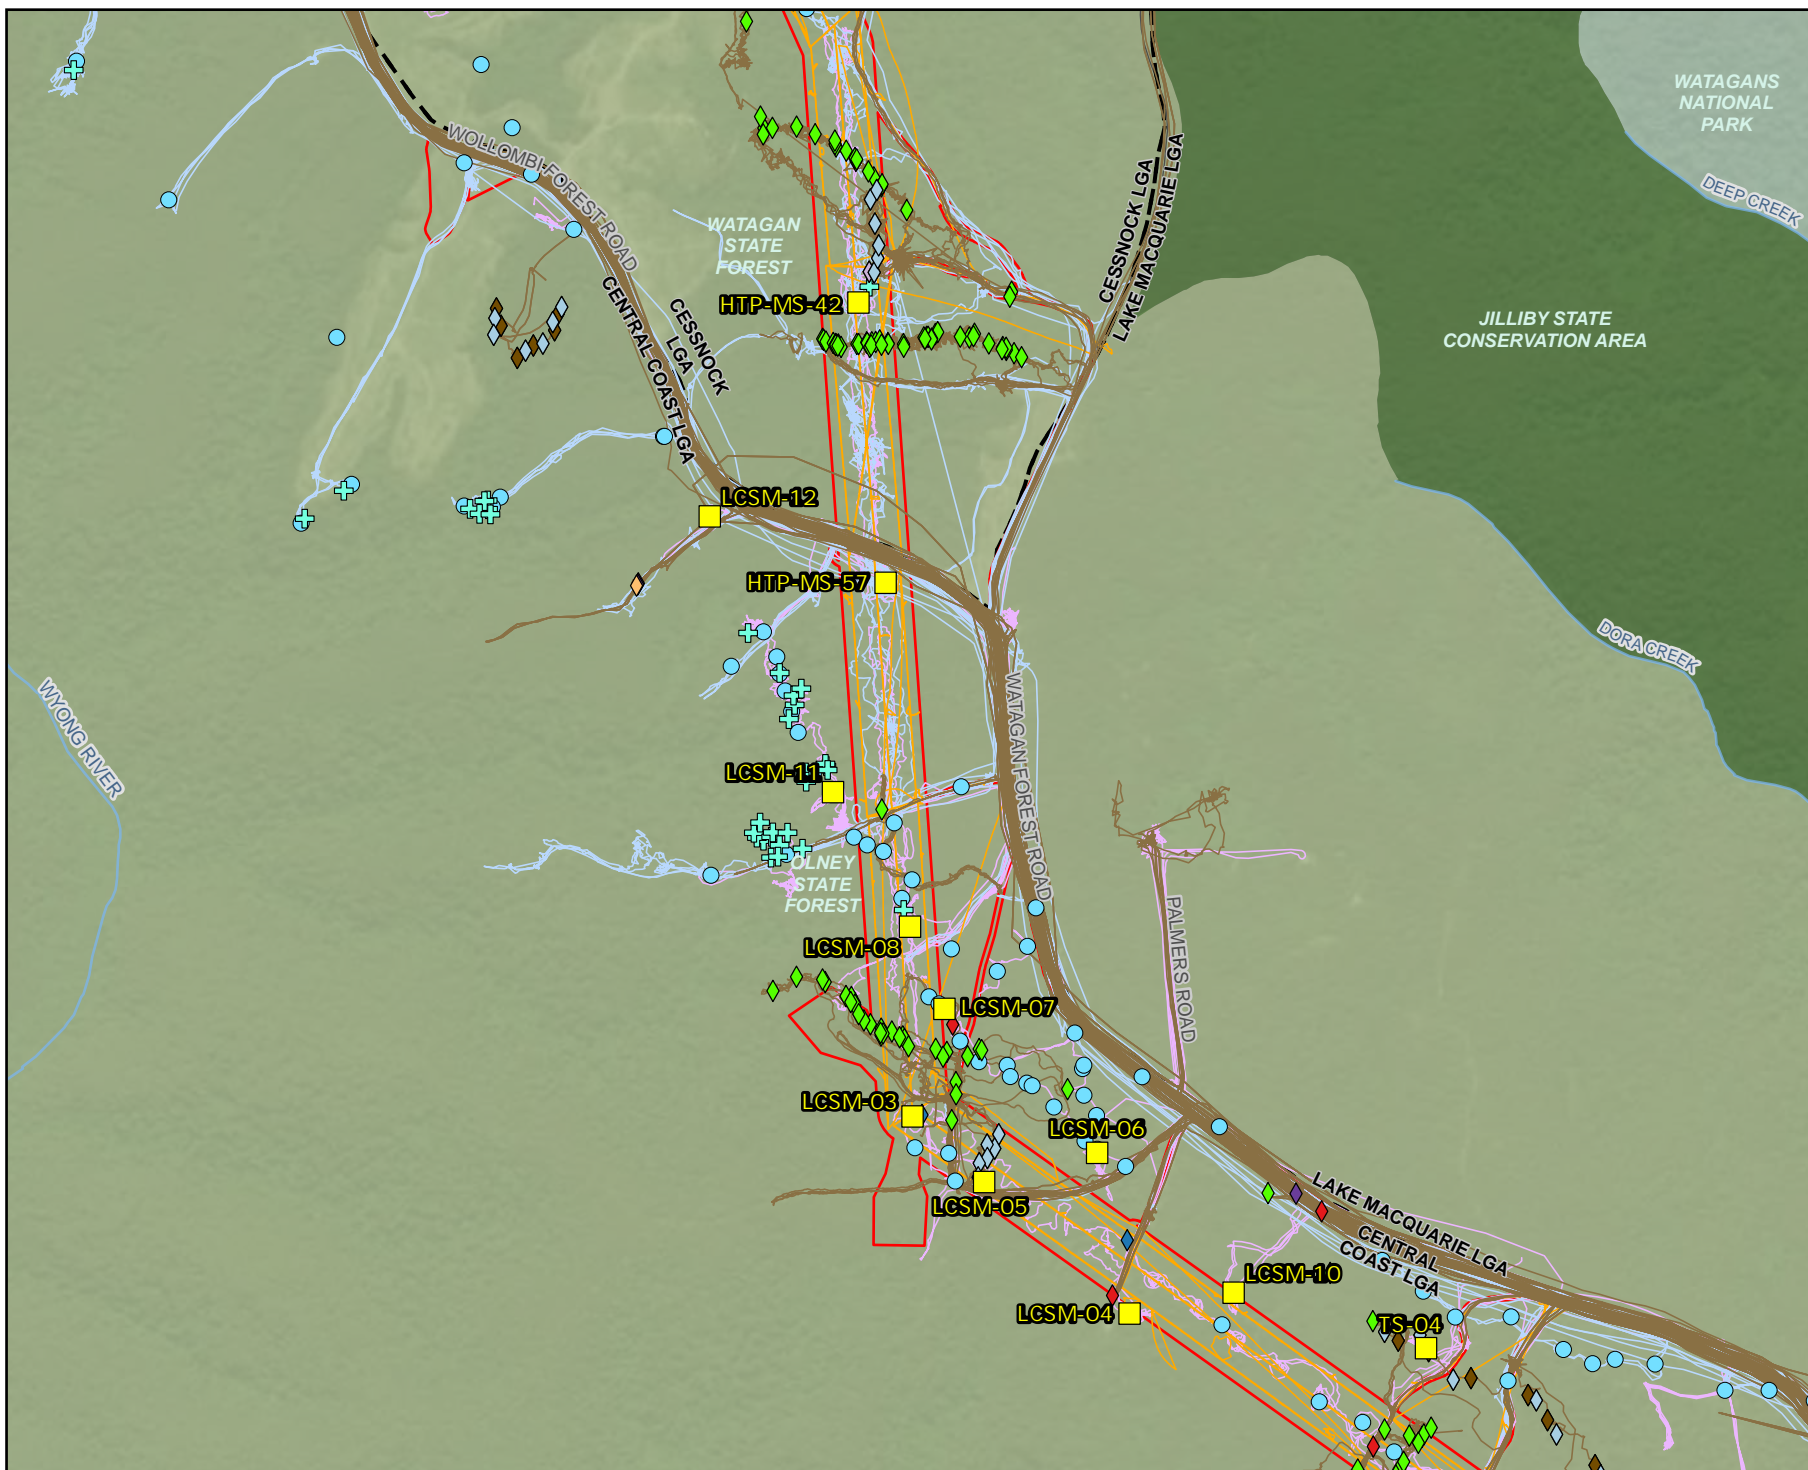 WATAGANS
NATIONAL
PARK
WOLLOMBI FOREST ROAD
CESSNOCK LGA
LAKE MACQUARIE LGA
DEEP CREEK
WATAGAN
STATE
FOREST
HTP-MS-42
CESSNOCK
LGA
CENTRAL COAST LGA
JILLIBY STATE
CONSERVATION AREA
LCSM-12
HTP-MS-57
DORA CREEK
WYONG RIVER
WATAGAN FOREST ROAD
LCSM-11
OLNEY
STATE
FOREST
PALMERS ROAD
LCSM-08
LCSM-07
LCSM-03
LCSM-06
LCSM-05
LAKE MACQUARIE LGA
CENTRAL
COAST LGA
LCSM-10
LCSM-04
TS-04